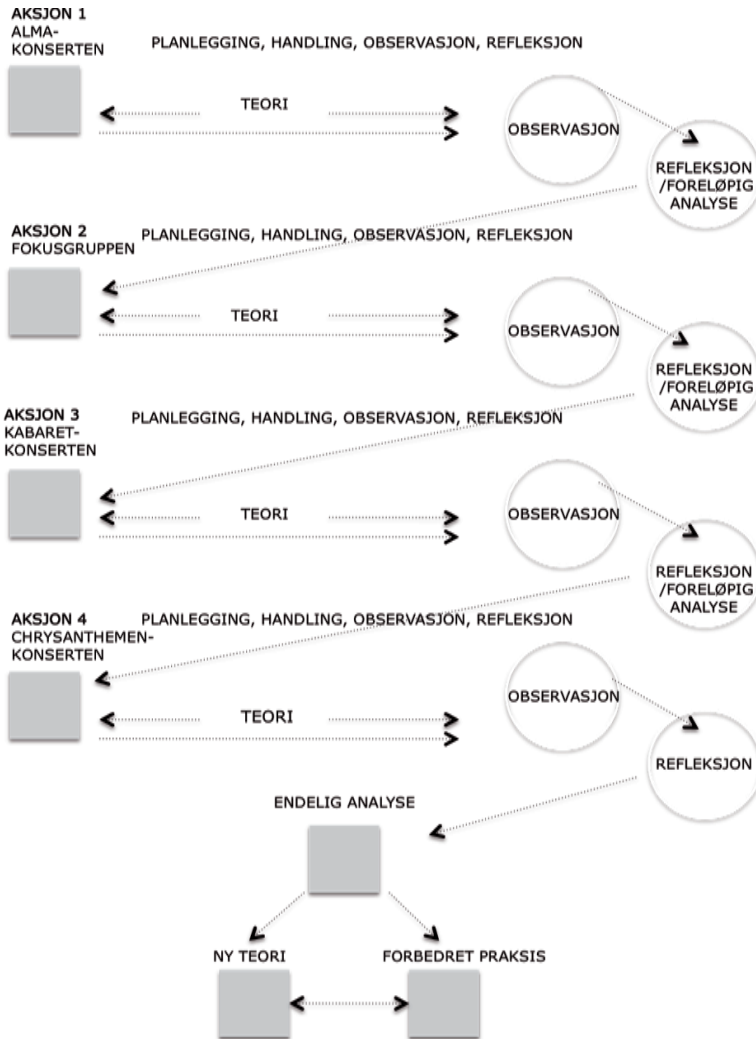 AKSJON 1
ALMA-
KONSERTEN
PLANLEGGING, HANDLING, OBSERVASJON, REFLEKSJON
TEORI
OBSERVASJON
REFLEKSJON
/FORELØPIG
ANALYSE
AKSJON 2
FOKUSGRUPPEN
PLANLEGGING, HANDLING, OBSERVASJON, REFLEKSJON
TEORI
OBSERVASJON
REFLEKSJON
/FORELØPIG
ANALYSE
AKSJON 3
KABARET-
KONSERTEN
PLANLEGGING, HANDLING, OBSERVASJON, REFLEKSJON
TEORI
OBSERVASJON
REFLEKSJON
/FORELØPIG
ANALYSE
AKSJON 4
CHRYSANTHEMEN-
KONSERTEN
PLANLEGGING, HANDLING, OBSERVASJON, REFLEKSJON
TEORI
OBSERVASJON
REFLEKSJON
ENDELIG ANALYSE
NY TEORI
FORBEDRET PRAKSIS